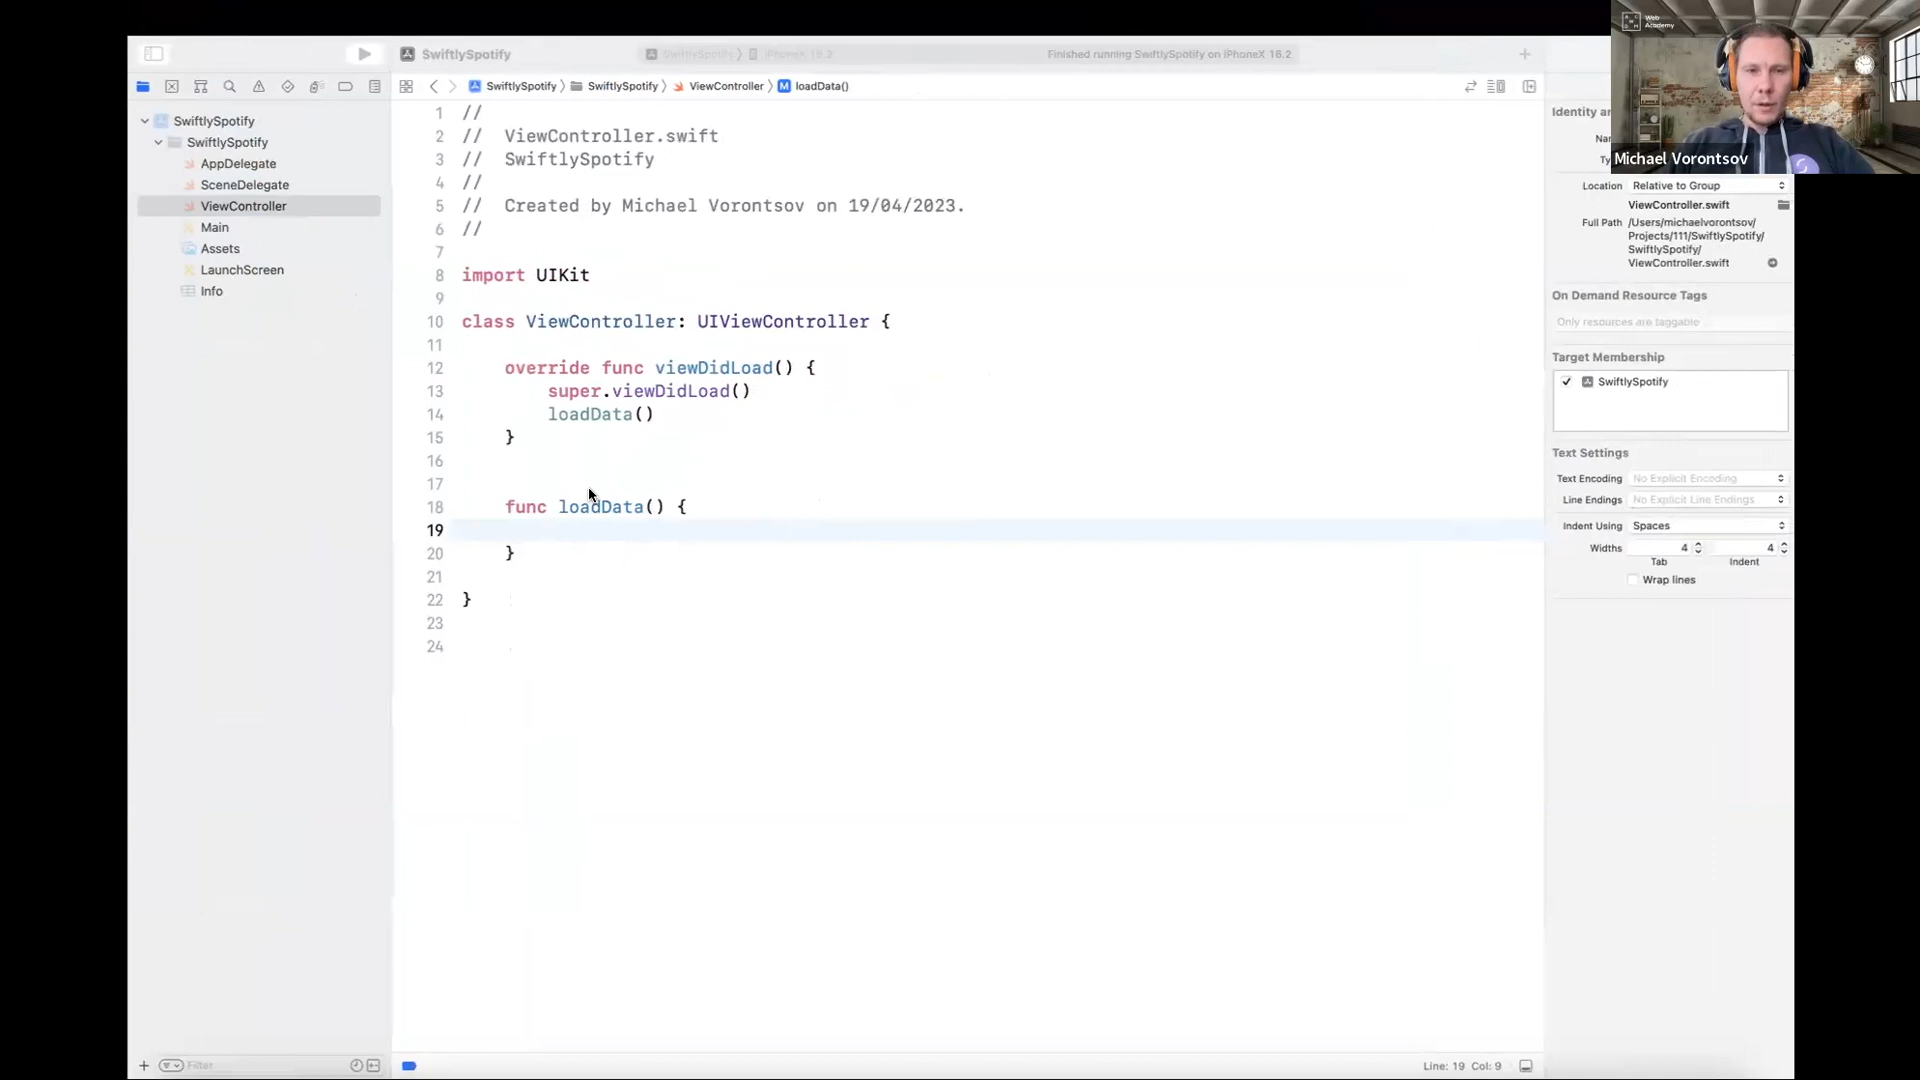 SwiftlySpotify
SwiftlySpotify 〉 iPhoneX 16.2
Finished running SwiftlySpotify on iPhoneX 16.2
Web
Academy
Michael Vorontsov
SwiftlySpotify 〉 SwiftlySpotify 〉 ViewController 〉 M loadData()
SwiftlySpotify
SwiftlySpotify
AppDelegate
SceneDelegate
ViewController
Main
Assets
LaunchScreen
Info
1 //
2 //  ViewController.swift
3 //  SwiftlySpotify
4 //
5 //  Created by Michael Vorontsov on 19/04/2023.
6 //
7
8 import UIKit
9
10 class ViewController: UIViewController {
11
12     override func viewDidLoad() {
13         super.viewDidLoad()
14         loadData()
15     }
16
17
18     func loadData() {
19
20     }
21
22 }
23
24
Identity
Location Relative to Group
ViewController.swift
Full Path /Users/michaelvorontsov/
Projects/111/SwiftlySpotify/
SwiftlySpotify/
ViewController.swift
On Demand Resource Tags
Only resources are taggable
Target Membership
SwiftlySpotify
Text Settings
Text Encoding No Explicit Encoding
Line Endings No Explicit Line Endings
Indent Using Spaces
Widths 4 4
Tab Indent
Wrap lines
Filter
Line: 19 Col: 9